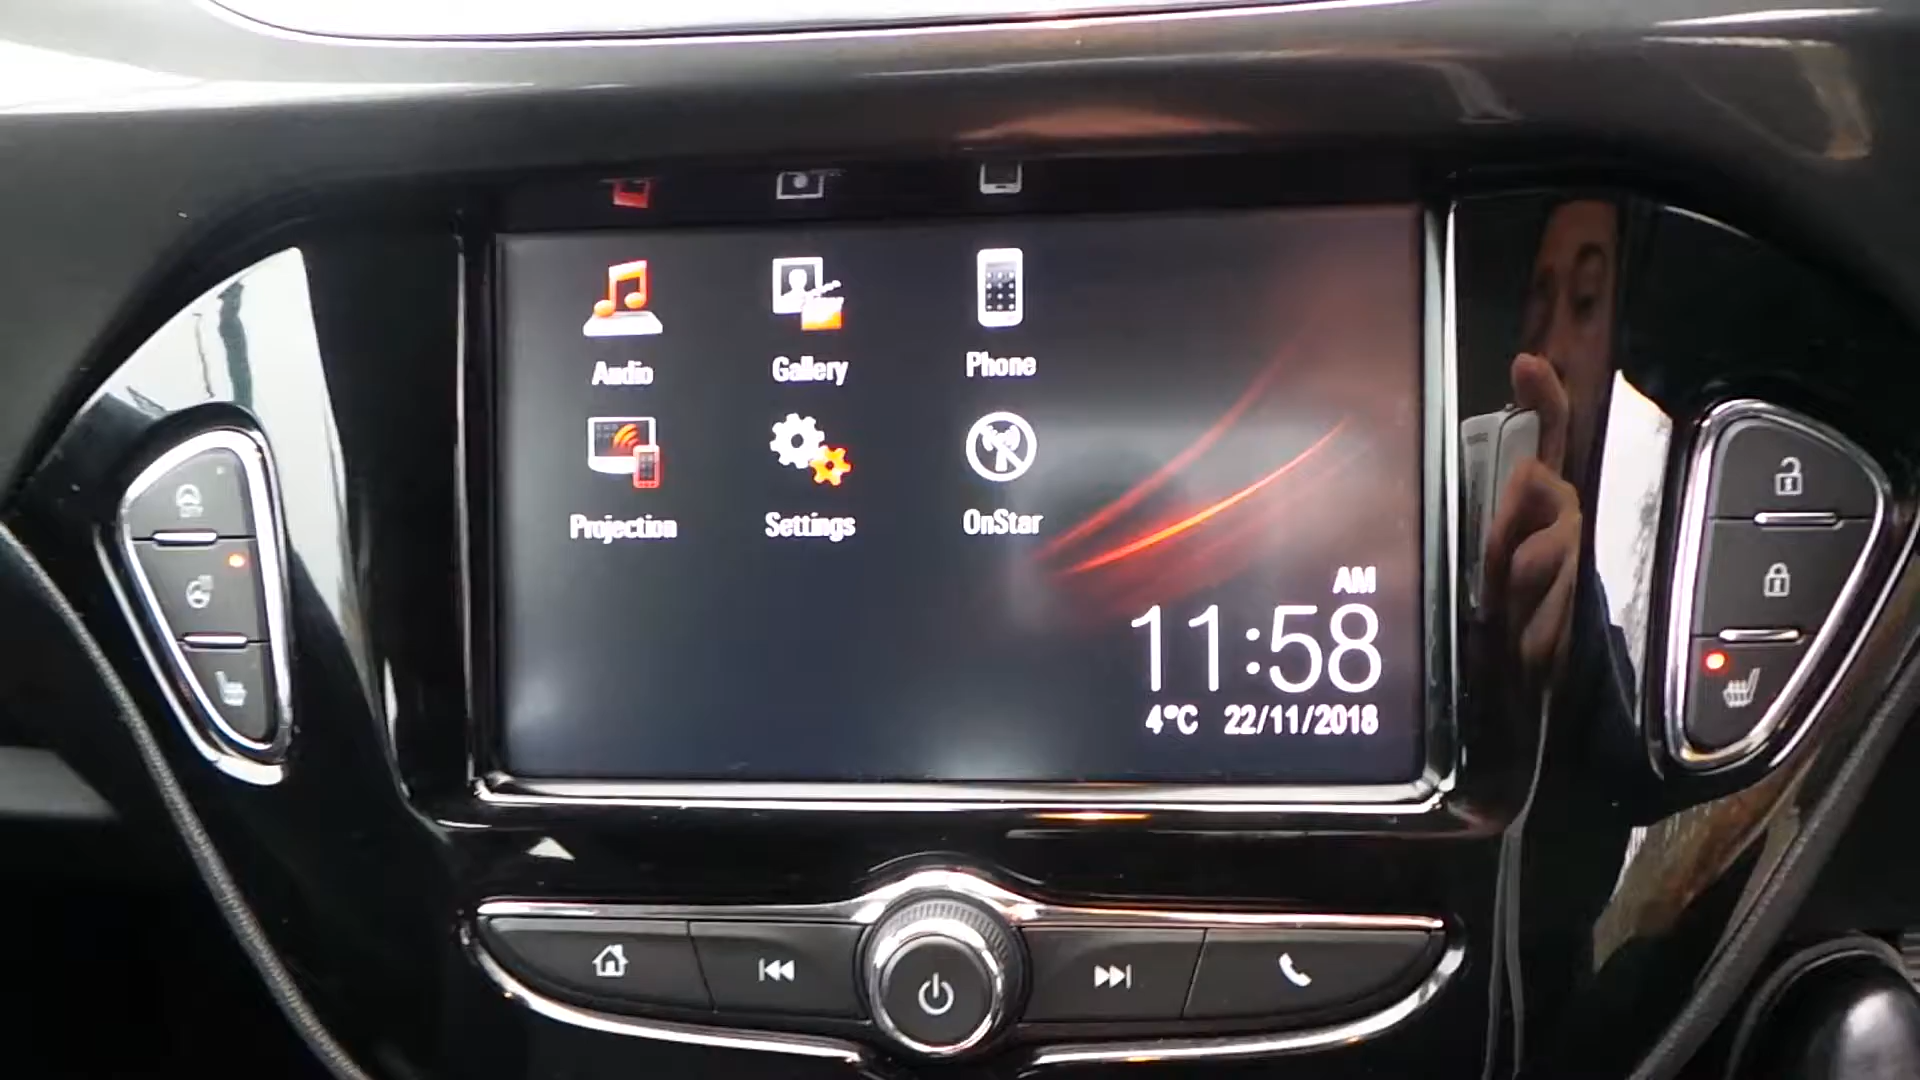 Audio Gallery Phone
Projection Settings OnStar
AM
11:58
4°C 22/11/2018